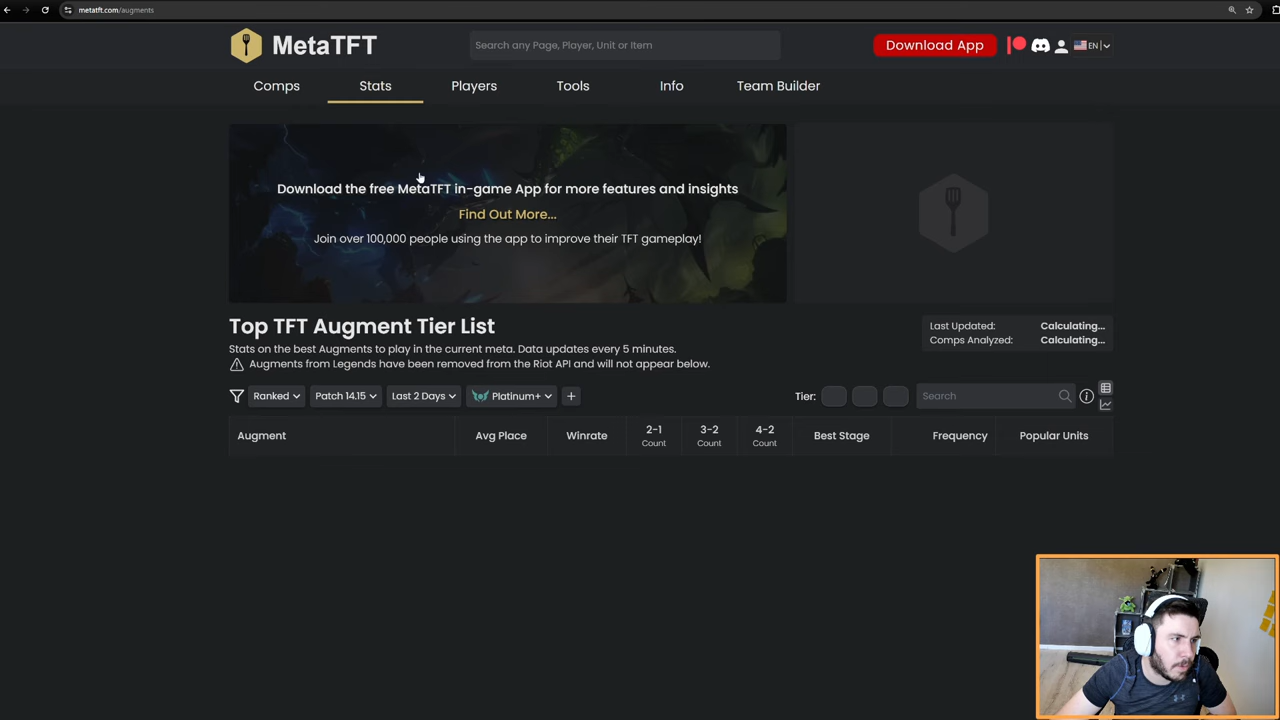 metatft.com/augments
MetaTFT
Search any Page, Player, Unit or Item
Download App
EN
Comps
Stats
Players
Tools
Info
Team Builder
Download the free MetaTFT in-game App for more features and insights
Find Out More...
Join over 100,000 people using the app to improve their TFT gameplay!
Top TFT Augment Tier List
Stats on the best Augments to play in the current meta. Data updates every 5 minutes.
Augments from Legends have been removed from the Riot API and will not appear below.
Last Updated: Calculating...
Comps Analyzed: Calculating...
Ranked
Patch 14.15
Last 2 Days
Platinum+
Tier:
Search
Augment
Avg Place
Winrate
2-1
Count
3-2
Count
4-2
Count
Best Stage
Frequency
Popular Units